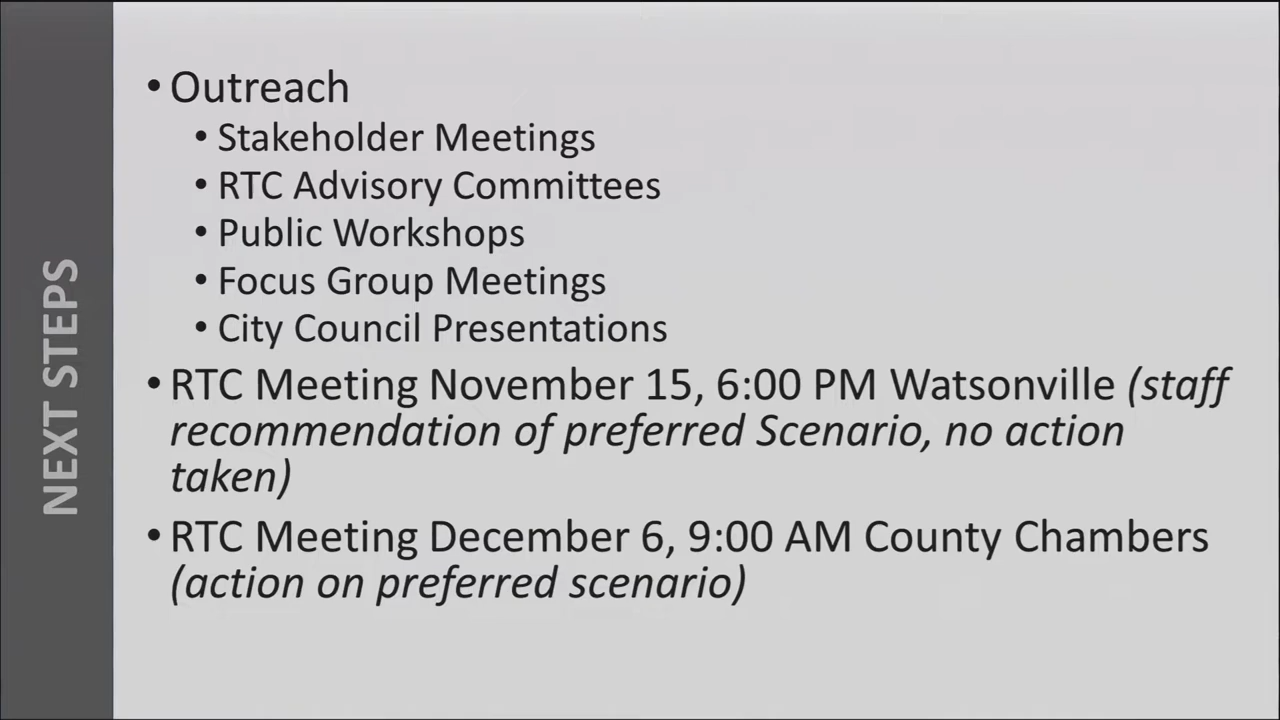 NEXT STEPS
• Outreach
• Stakeholder Meetings
• RTC Advisory Committees
• Public Workshops
• Focus Group Meetings
• City Council Presentations
• RTC Meeting November 15, 6:00 PM Watsonville (staff
recommendation of preferred Scenario, no action
taken)
• RTC Meeting December 6, 9:00 AM County Chambers
(action on preferred scenario)